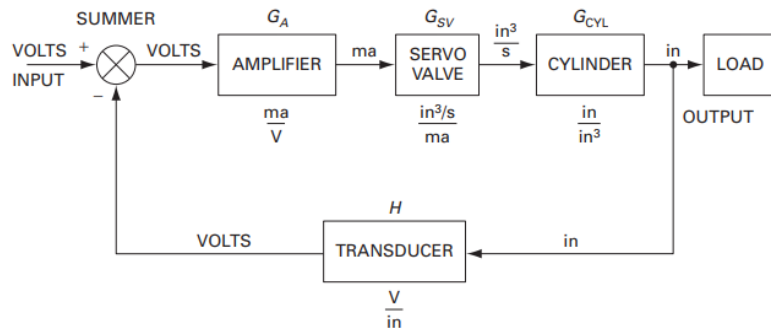 SUMMER
G_A
G_SV
G_CYL
VOLTS + VOLTS
INPUT
−
AMPLIFIER
ma
SERVO
VALVE
in³
s
CYLINDER
in
LOAD
OUTPUT
ma
V
in³/s
ma
in
in³
H
VOLTS
TRANSDUCER
in
V
in